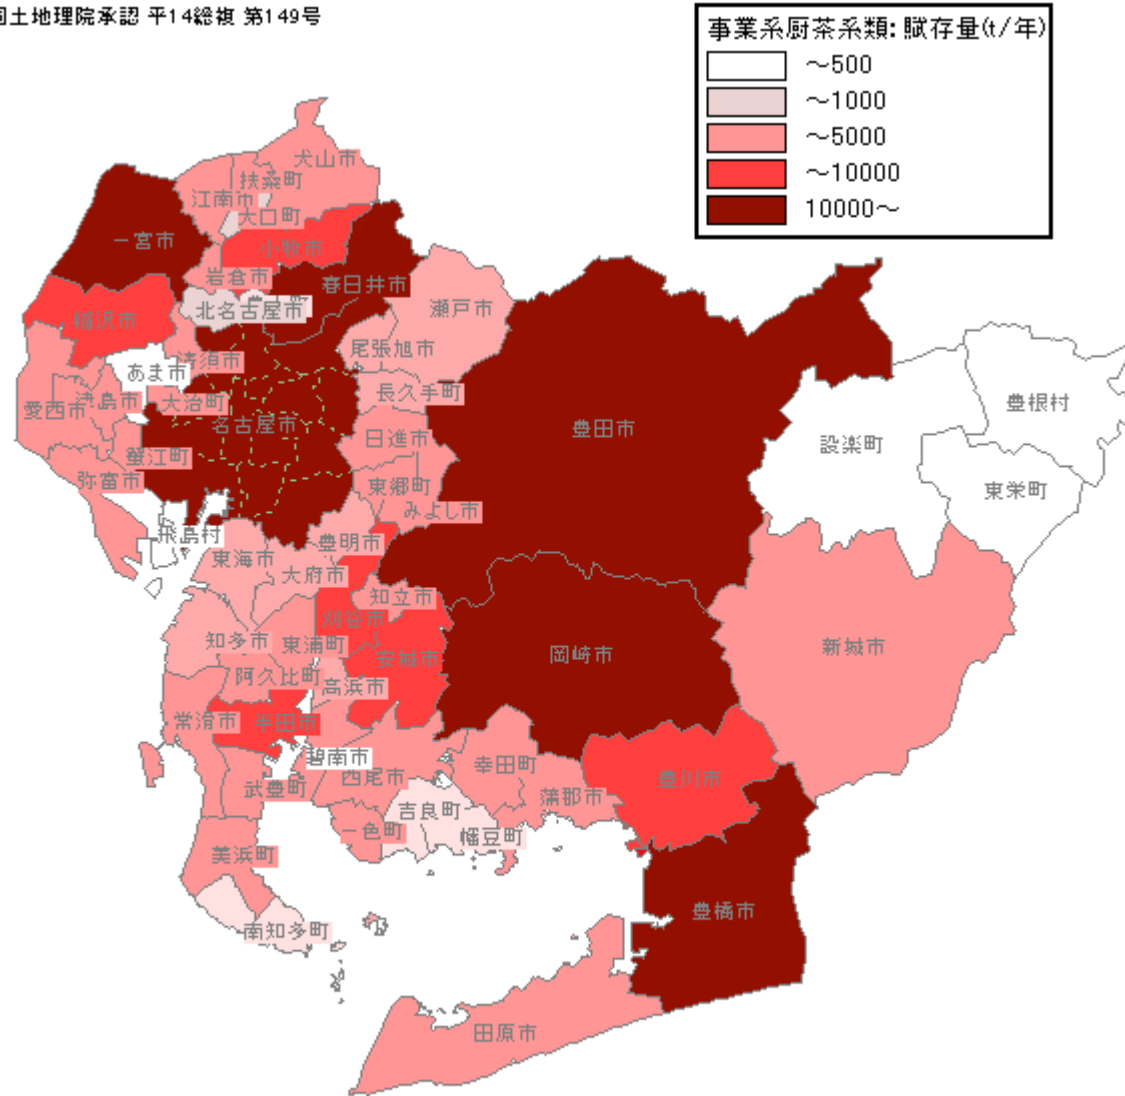 国土地理院承認 平14総複 第149号
事業系厨茶系類: 賦存量(t/年)
～500
～1000
～5000
～10000
10000～
犬山市
扶桑町
江南市
大口町
一宮市
小牧市
岩倉市
春日井市
北名古屋市
瀬戸市
稲沢市
尾張旭市
清須市
あま市
長久手町
津島市
大治町
愛西市
名古屋市
日進市
豊田市
豊根村
設楽町
蟹江町
弥富市
東郷町
東栄町
みよし市
飛島村
豊明市
東海市
大府市
知立市
刈谷市
知多市
東浦町
安城市
岡崎市
新城市
阿久比町
高浜市
常滑市
半田市
碧南市
西尾市
幸田町
豊川市
武豊町
蒲郡市
吉良町
一色町
幡豆町
美浜町
豊橋市
南知多町
田原市